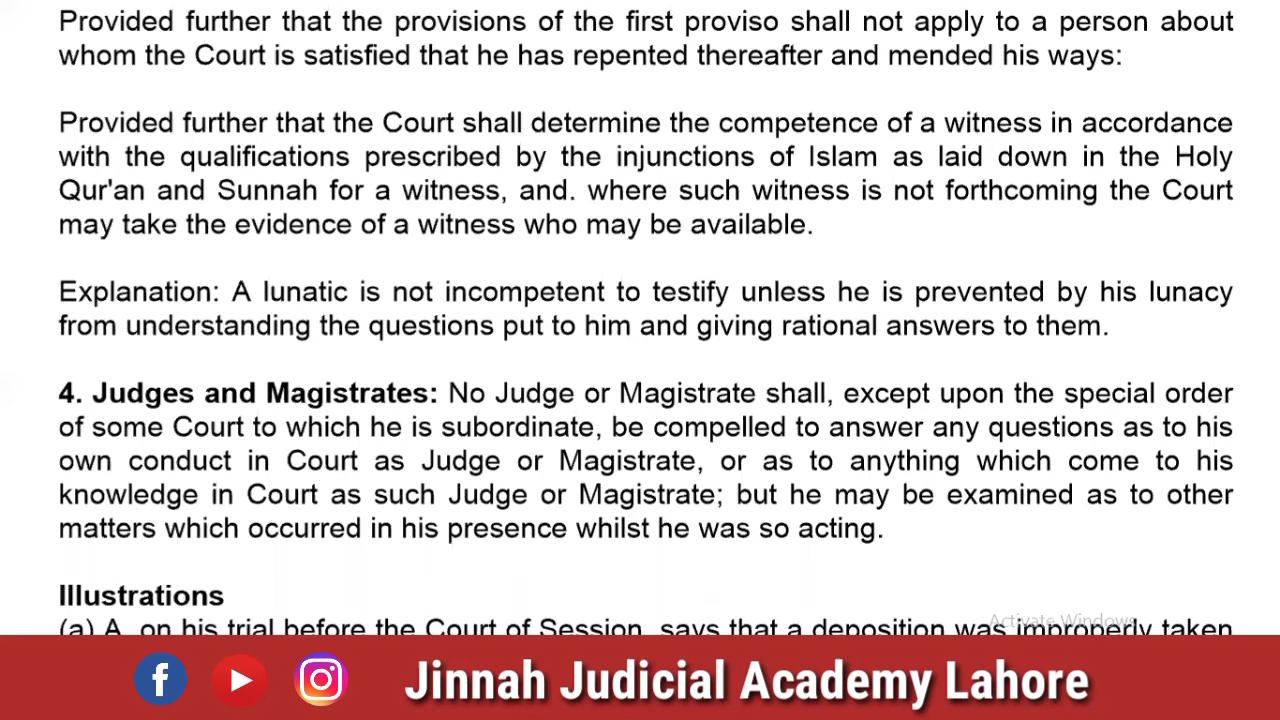 Provided further that the provisions of the first proviso shall not apply to a person about
whom the Court is satisfied that he has repented thereafter and mended his ways:
Provided further that the Court shall determine the competence of a witness in accordance
with the qualifications prescribed by the injunctions of Islam as laid down in the Holy
Qur'an and Sunnah for a witness, and. where such witness is not forthcoming the Court
may take the evidence of a witness who may be available.
Explanation: A lunatic is not incompetent to testify unless he is prevented by his lunacy
from understanding the questions put to him and giving rational answers to them.
4. Judges and Magistrates: No Judge or Magistrate shall, except upon the special order
of some Court to which he is subordinate, be compelled to answer any questions as to his
own conduct in Court as Judge or Magistrate, or as to anything which come to his
knowledge in Court as such Judge or Magistrate; but he may be examined as to other
matters which occurred in his presence whilst he was so acting.
Illustrations
(a) A, on his trial before the Court of Session, says that a deposition was improperly taken
Activate Windows
Jinnah Judicial Academy Lahore